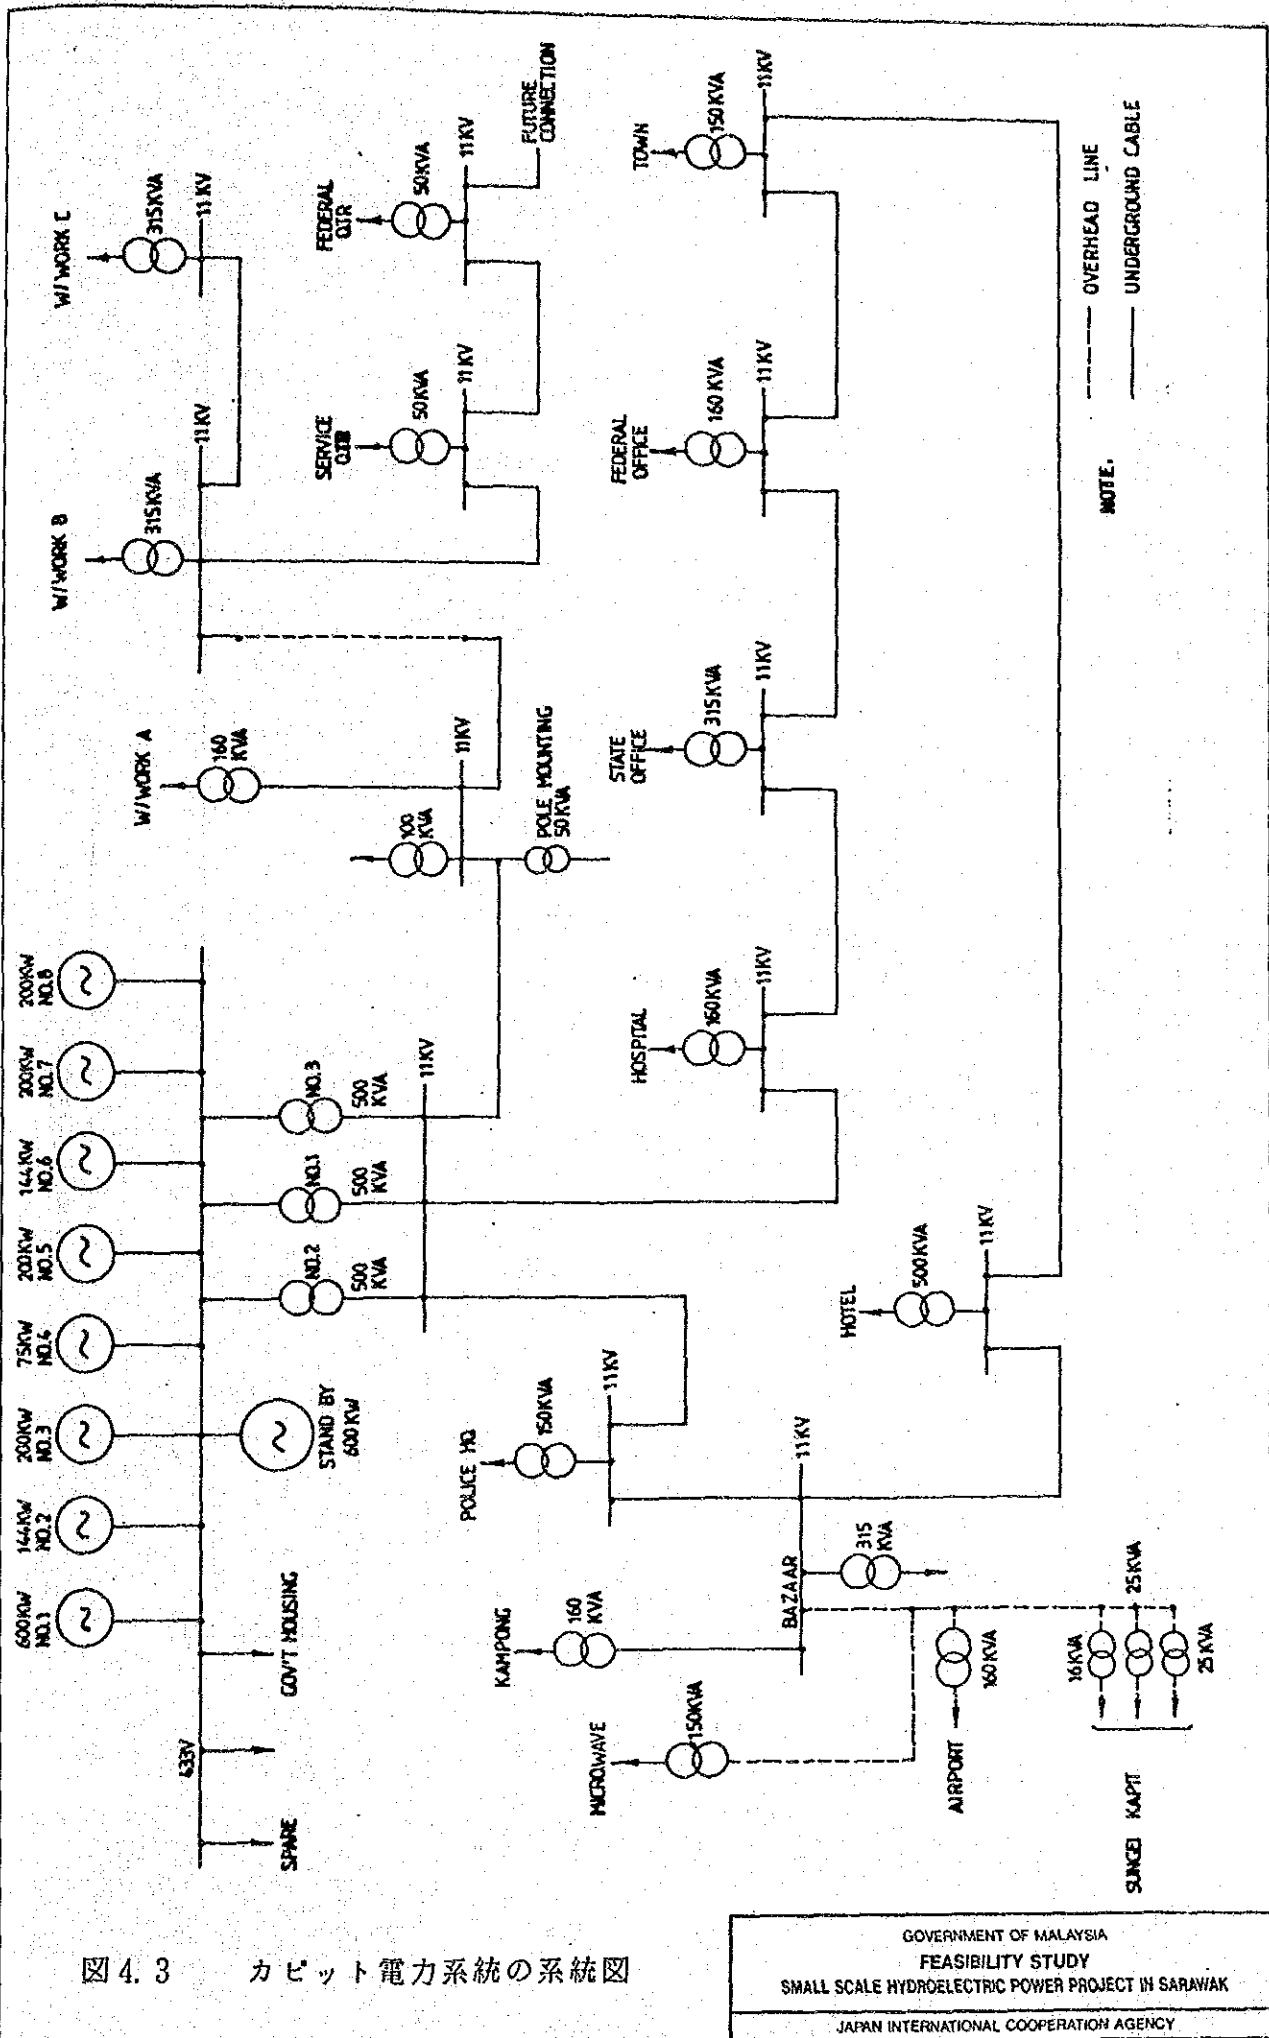 600KW
NO.1
144KW
NO.2
200KW
NO.3
75KW
NO.4
200KW
NO.5
144KW
NO.6
200KW
NO.7
200KW
NO.8
433V
SPARE
GOV'T HOUSING
STAND BY
600KW
NO.2
500
KVA
NO.1
500
KVA
NO.3
500
KVA
11KV
W/WORK A
160
KVA
100
KVA
11KV
POLE MOUNTING
50KVA
W/WORK B
315KVA
11KV
W/WORK C
315KVA
11KV
SERVICE
QTR
50KVA
11KV
FEDERAL
QTR
50KVA
11KV
FUTURE
CONNECTION
POLICE HQ
150KVA
11KV
HOSPITAL
160KVA
11KV
STATE
OFFICE
315KVA
11KV
FEDERAL
OFFICE
160KVA
11KV
TOWN
150KVA
11KV
KAMPONG
160
KVA
BAZAAR
11KV
315
KVA
HOTEL
500KVA
11KV
MICROWAVE
150KVA
AIRPORT
160KVA
16KVA
25KVA
25KVA
SUNGEI KAPIT
NOTE.
OVERHEAD LINE
UNDERGROUND CABLE
図 4. 3 カピット電力系統の系統図
GOVERNMENT OF MALAYSIA
FEASIBILITY STUDY
SMALL SCALE HYDROELECTRIC POWER PROJECT IN SARAWAK
JAPAN INTERNATIONAL COOPERATION AGENCY